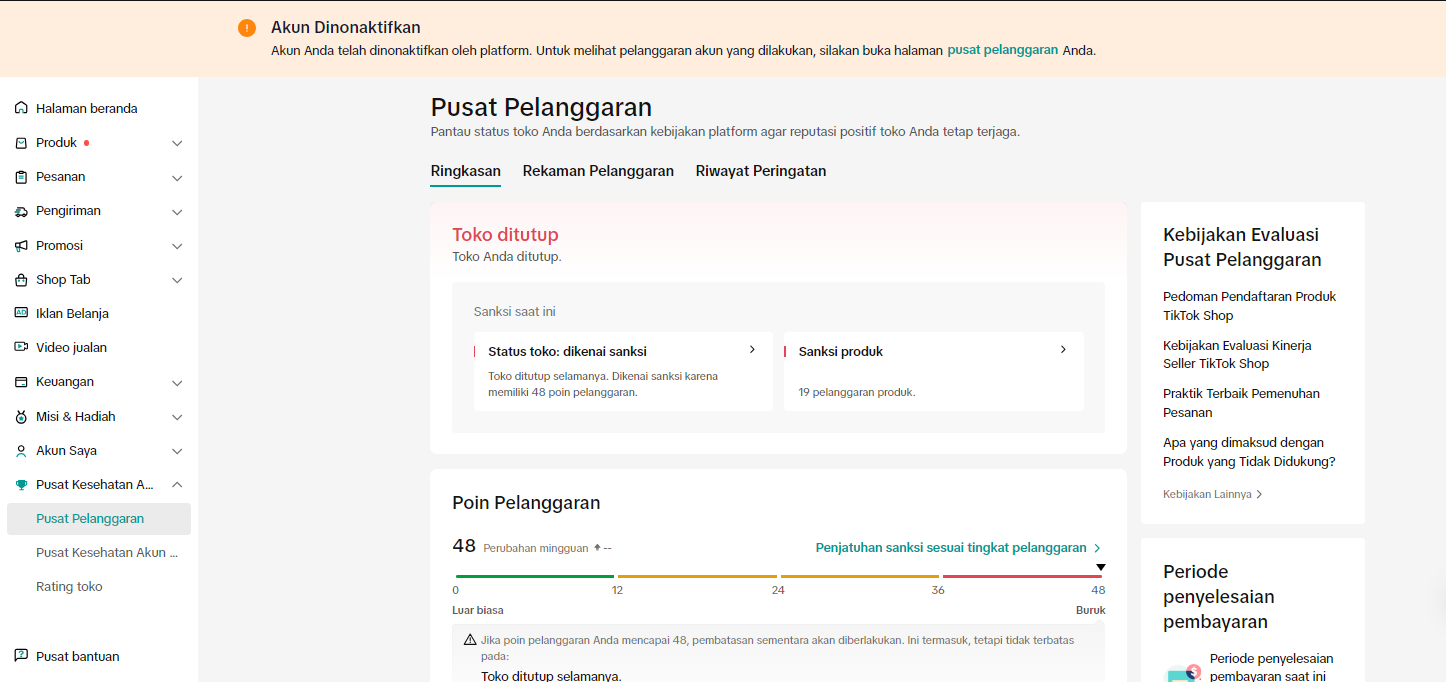 Akun Dinonaktifkan
Akun Anda telah dinonaktifkan oleh platform. Untuk melihat pelanggaran akun yang dilakukan, silakan buka halaman pusat pelanggaran Anda.
Halaman beranda
Produk
Pesanan
Pengiriman
Promosi
Shop Tab
AD Iklan Belanja
Video jualan
Keuangan
Misi & Hadiah
Akun Saya
Pusat Kesehatan A...
Pusat Pelanggaran
Pusat Kesehatan Akun ...
Rating toko
Pusat bantuan
Pusat Pelanggaran
Pantau status toko Anda berdasarkan kebijakan platform agar reputasi positif toko Anda tetap terjaga.
Ringkasan Rekaman Pelanggaran Riwayat Peringatan
Toko ditutup
Toko Anda ditutup.
Sanksi saat ini
Status toko: dikenai sanksi
Toko ditutup selamanya. Dikenai sanksi karena
memiliki 48 poin pelanggaran.
Sanksi produk
19 pelanggaran produk.
Poin Pelanggaran
48 Perubahan mingguan --
Penjatuhan sanksi sesuai tingkat pelanggaran
0 12 24 36 48
Luar biasa Buruk
Jika poin pelanggaran Anda mencapai 48, pembatasan sementara akan diberlakukan. Ini termasuk, tetapi tidak terbatas
pada:
Toko ditutup selamanya.
Kebijakan Evaluasi
Pusat Pelanggaran
Pedoman Pendaftaran Produk
TikTok Shop
Kebijakan Evaluasi Kinerja
Seller TikTok Shop
Praktik Terbaik Pemenuhan
Pesanan
Apa yang dimaksud dengan
Produk yang Tidak Didukung?
Kebijakan Lainnya
Periode
penyelesaian
pembayaran
Periode penyelesaian
pembayaran saat ini